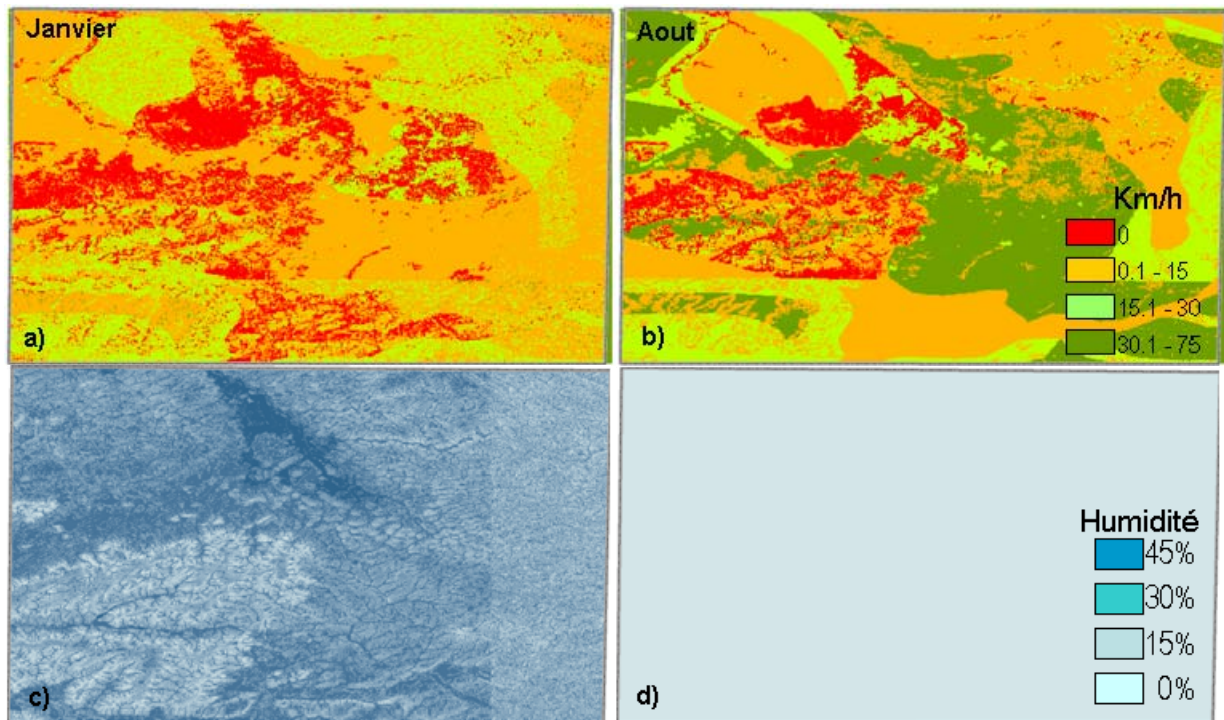 Janvier
Aout
Km/h
0
0.1 - 15
15.1 - 30
30.1 - 75
a)
b)
Humidité
45%
30%
15%
0%
c)
d)